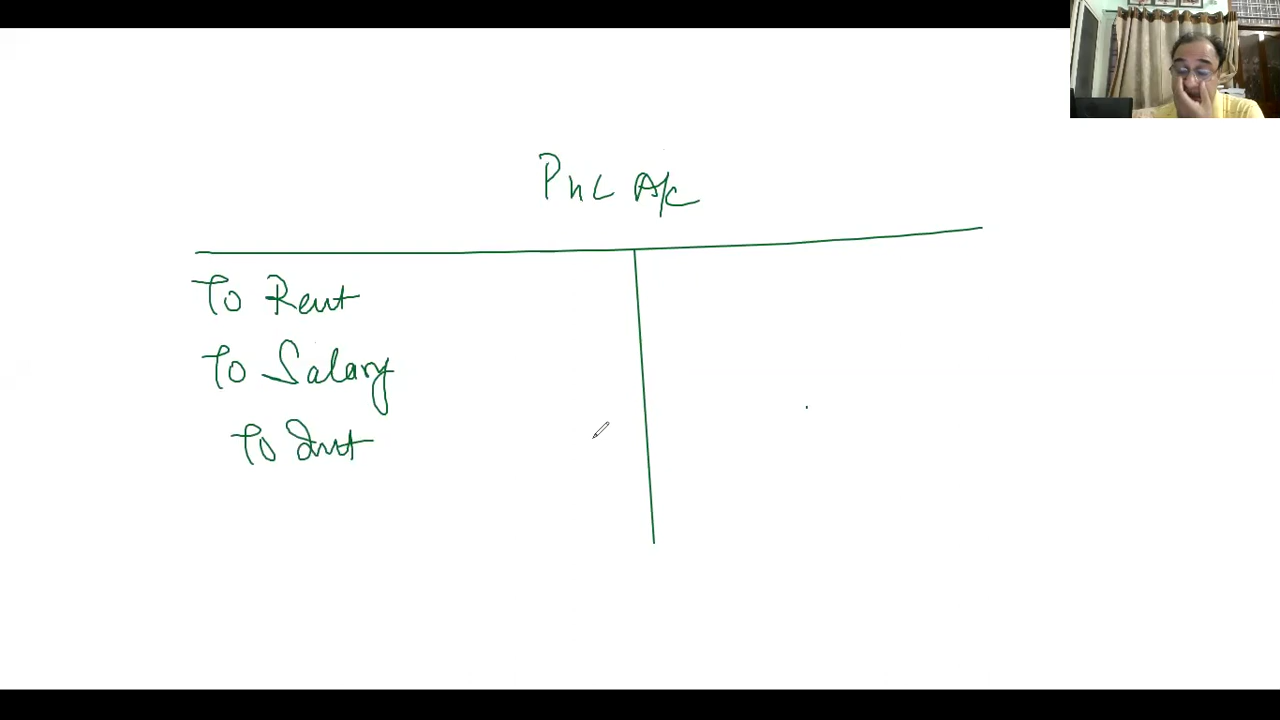 PnL A/c
To Rent
To Salary
To Int